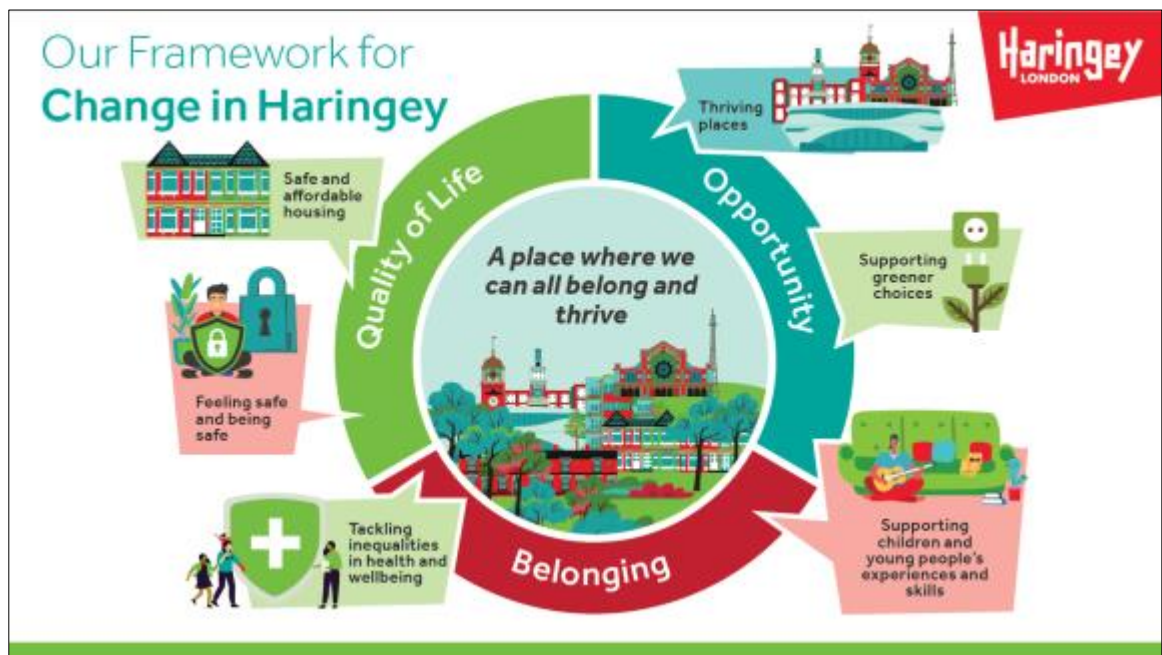 Our Framework for
Change in Haringey
Haringey
LONDON
Thriving
places
Safe and
affordable
housing
Quality of Life
Opportunity
A place where we
can all belong and
thrive
Supporting
greener
choices
Feeling safe
and being
safe
Tackling
inequalities
in health and
wellbeing
Belonging
Supporting
children and
young people's
experiences and
skills